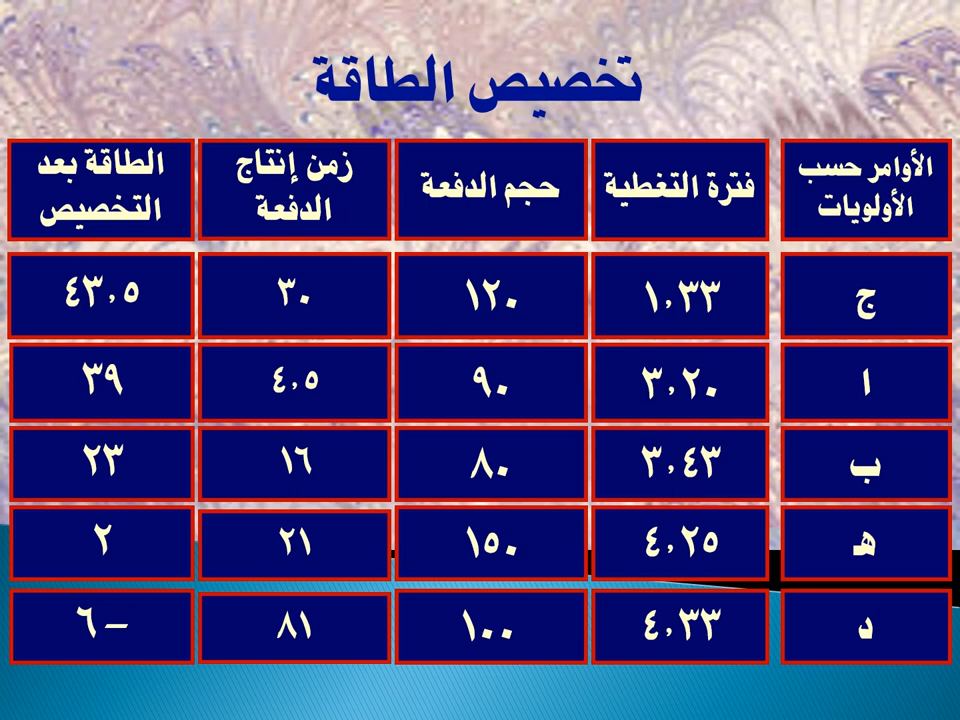 تخصيص الطاقة
الأوامر حسب الأولويات	فترة التغطية	حجم الدفعة	زمن إنتاج الدفعة	الطاقة بعد التخصيص
ج	١,٣٣	١٢٠	٣٠	٤٣,٥
ا	٣,٢٠	٩٠	٤,٥	٣٩
ب	٣,٤٣	٨٠	١٦	٢٣
هـ	٤,٢٥	١٥٠	٢١	٢
د	٤,٣٣	١٠٠	٨١	٦ –